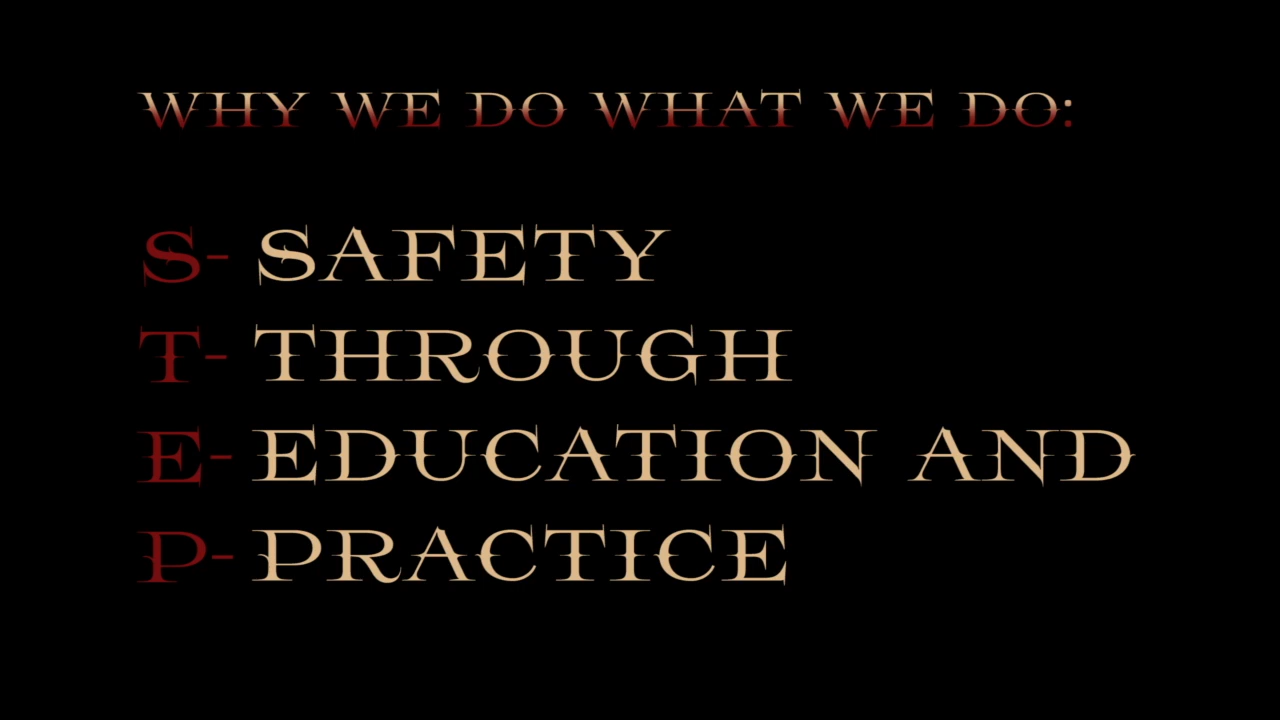 WHY WE DO WHAT WE DO:
S- SAFETY
T- THROUGH
E- EDUCATION AND
P- PRACTICE